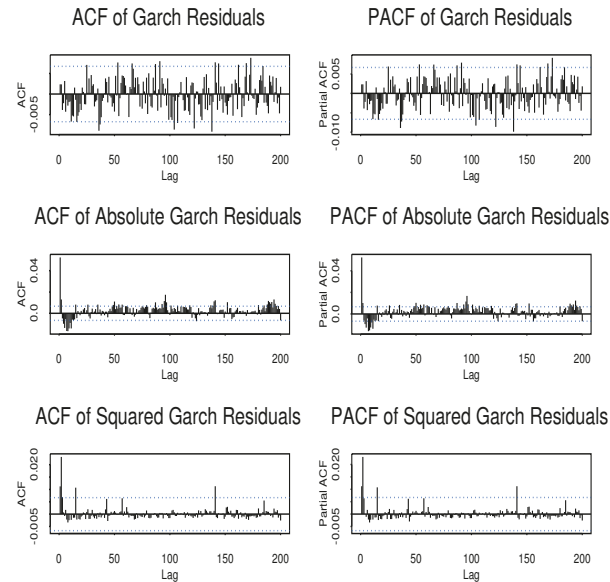 ACF of Garch Residuals
ACF
-0.005
0 50 100 150 200
Lag
PACF of Garch Residuals
Partial ACF
-0.010 0.005
0 50 100 150 200
Lag
ACF of Absolute Garch Residuals
ACF
0.0 0.04
0 50 100 150 200
Lag
PACF of Absolute Garch Residuals
Partial ACF
0.0 0.04
0 50 100 150 200
Lag
ACF of Squared Garch Residuals
ACF
-0.005 0.020
0 50 100 150 200
Lag
PACF of Squared Garch Residuals
Partial ACF
-0.005 0.020
0 50 100 150 200
Lag